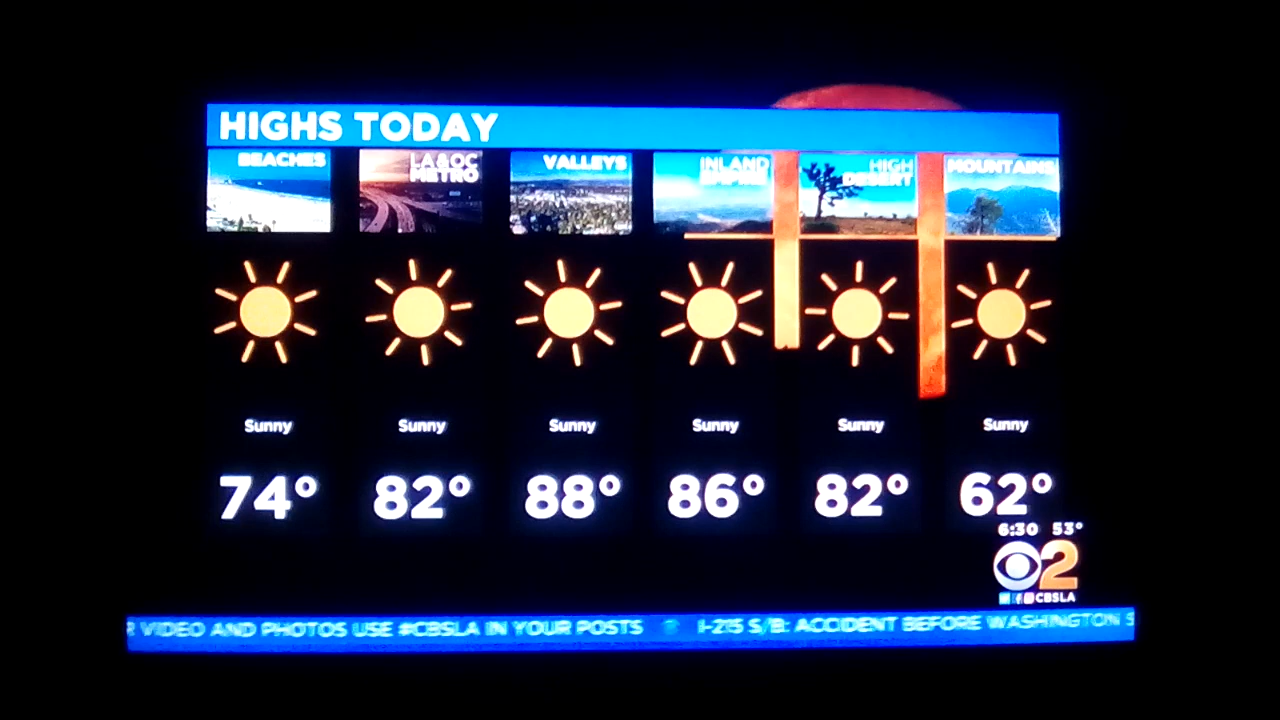 HIGHS TODAY
BEACHES
LA & OC
METRO
VALLEYS
INLAND
EMPIRE
HIGH
DESERT
MOUNTAINS
Sunny
Sunny
Sunny
Sunny
Sunny
Sunny
74°
82°
88°
86°
82°
62°
6:30 53°
2
CBSLA
R VIDEO AND PHOTOS USE #CBSLA IN YOUR POSTS I-215 S/B: ACCIDENT BEFORE WASHINGTON S